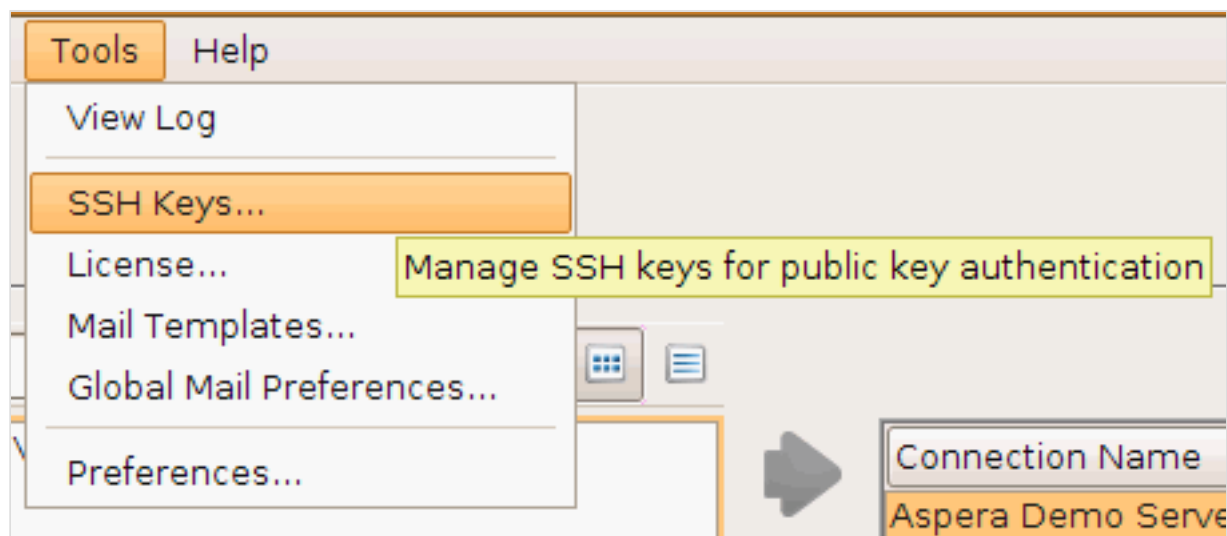 Tools Help
View Log
SSH Keys...
License...
Manage SSH keys for public key authentication
Mail Templates...
Global Mail Preferences...
Preferences...
Connection Name
Aspera Demo Serve